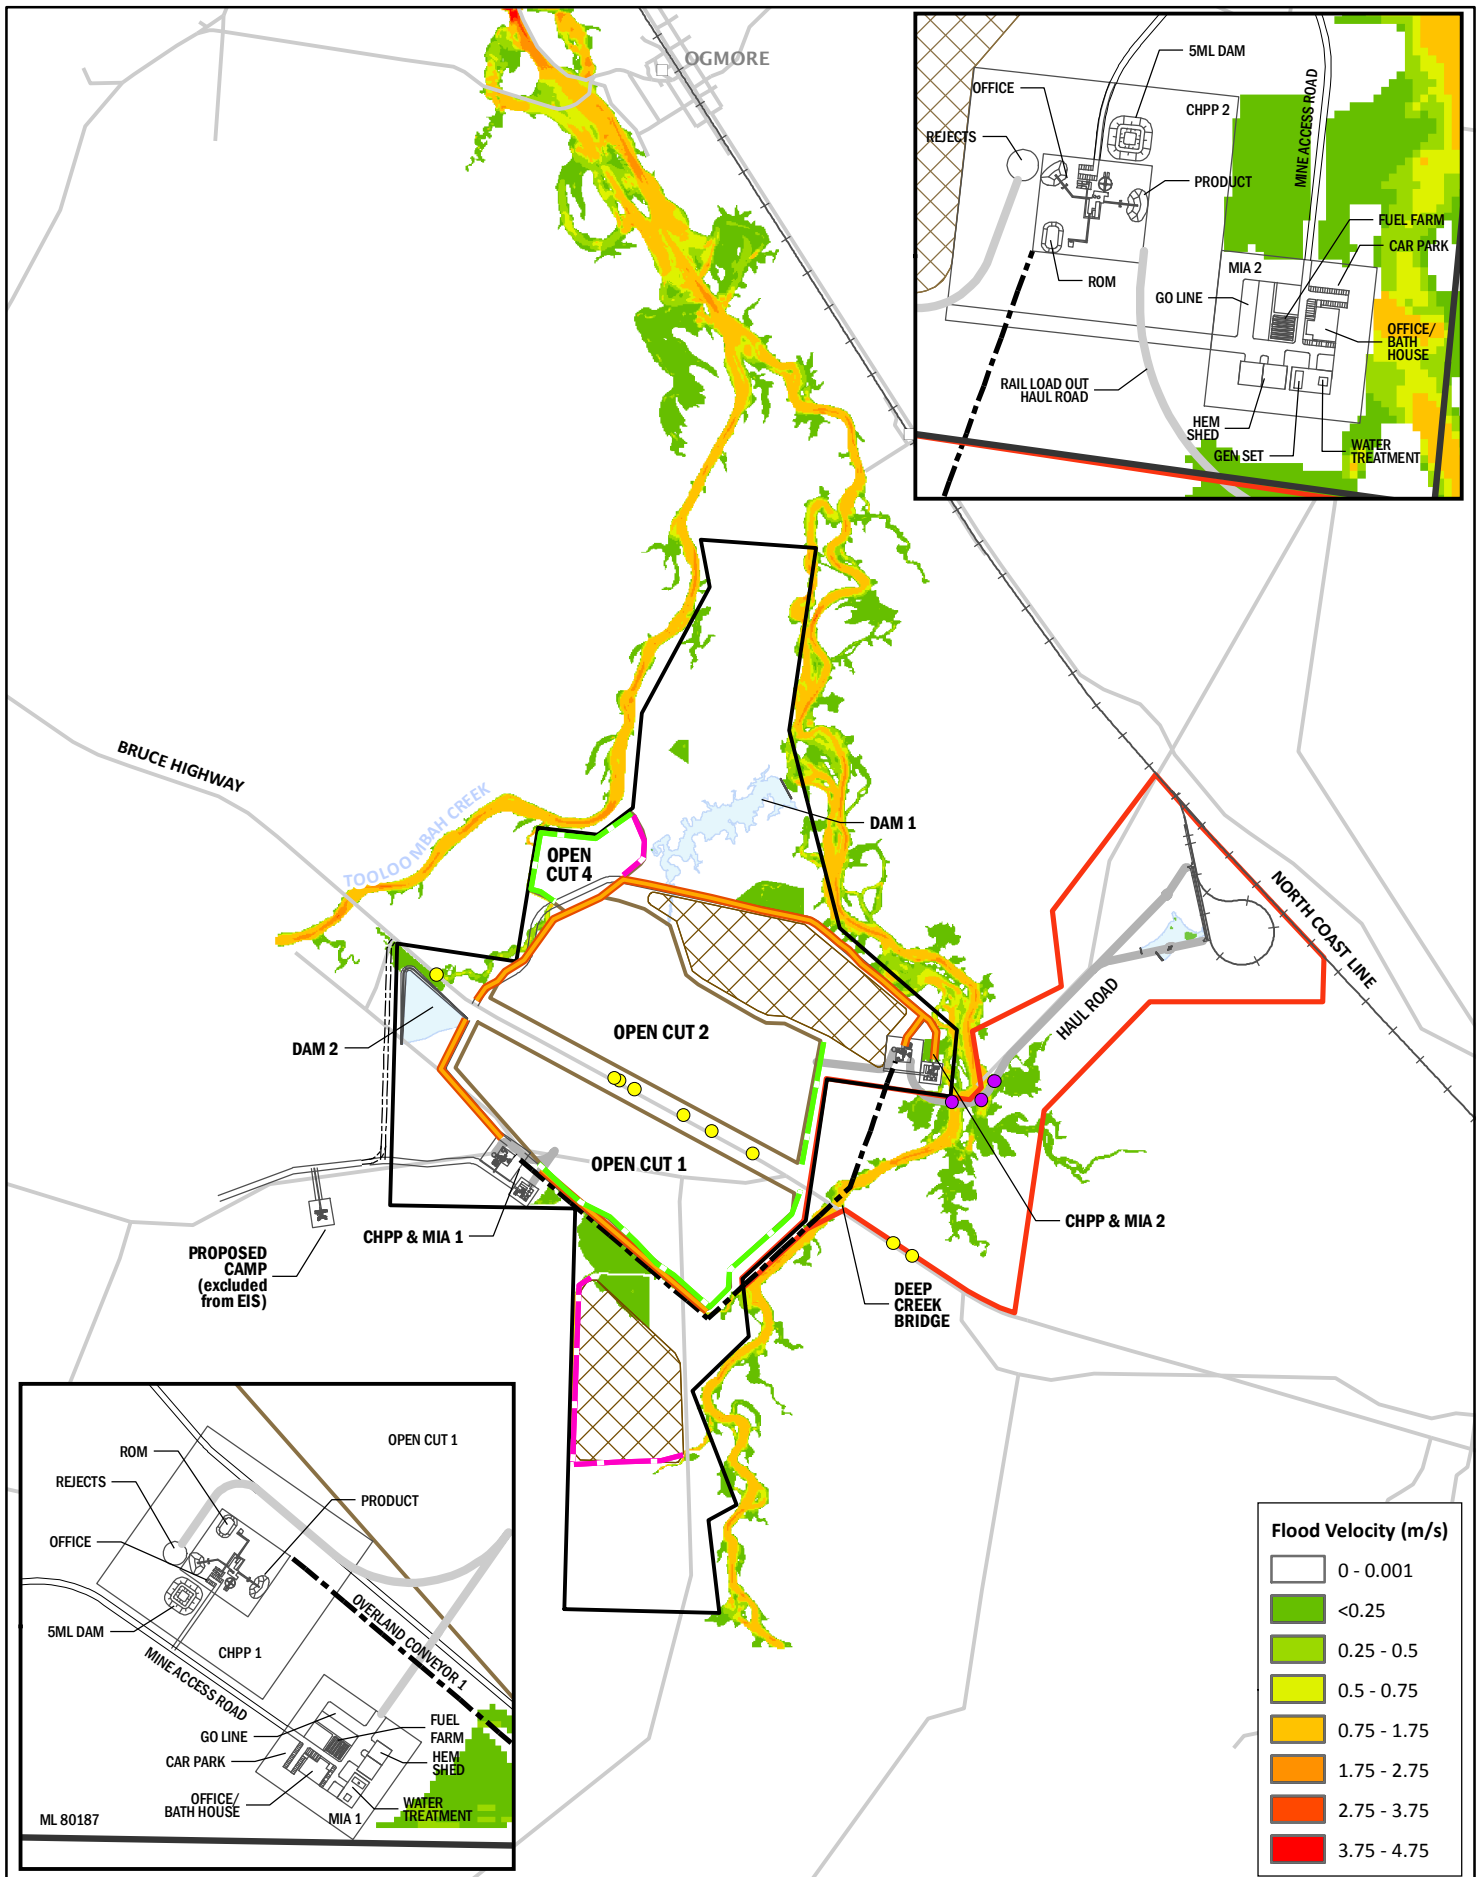 OGMORE
5ML DAM
OFFICE
CHPP 2
REJECTS
MINE ACCESS ROAD
PRODUCT
FUEL FARM
CAR PARK
MIA 2
ROM
GO LINE
OFFICE/
BATH
HOUSE
RAIL LOAD OUT
HAUL ROAD
HEM
SHED
GEN SET
WATER
TREATMENT
BRUCE HIGHWAY
TOOLOOMBAH CREEK
DAM 1
OPEN
CUT 4
NORTH COAST LINE
HAUL ROAD
OPEN CUT 2
DAM 2
OPEN CUT 1
CHPP & MIA 1
CHPP & MIA 2
PROPOSED
CAMP
(excluded
from EIS)
DEEP
CREEK
BRIDGE
OPEN CUT 1
ROM
REJECTS
PRODUCT
OFFICE
5ML DAM
OVERLAND CONVEYOR 1
CHPP 1
MINE ACCESS ROAD
GO LINE
FUEL
FARM
CAR PARK
HEM
SHED
OFFICE/
BATH HOUSE
WATER
TREATMENT
MIA 1
ML 80187
Flood Velocity (m/s)
0 - 0.001
<0.25
0.25 - 0.5
0.5 - 0.75
0.75 - 1.75
1.75 - 2.75
2.75 - 3.75
3.75 - 4.75